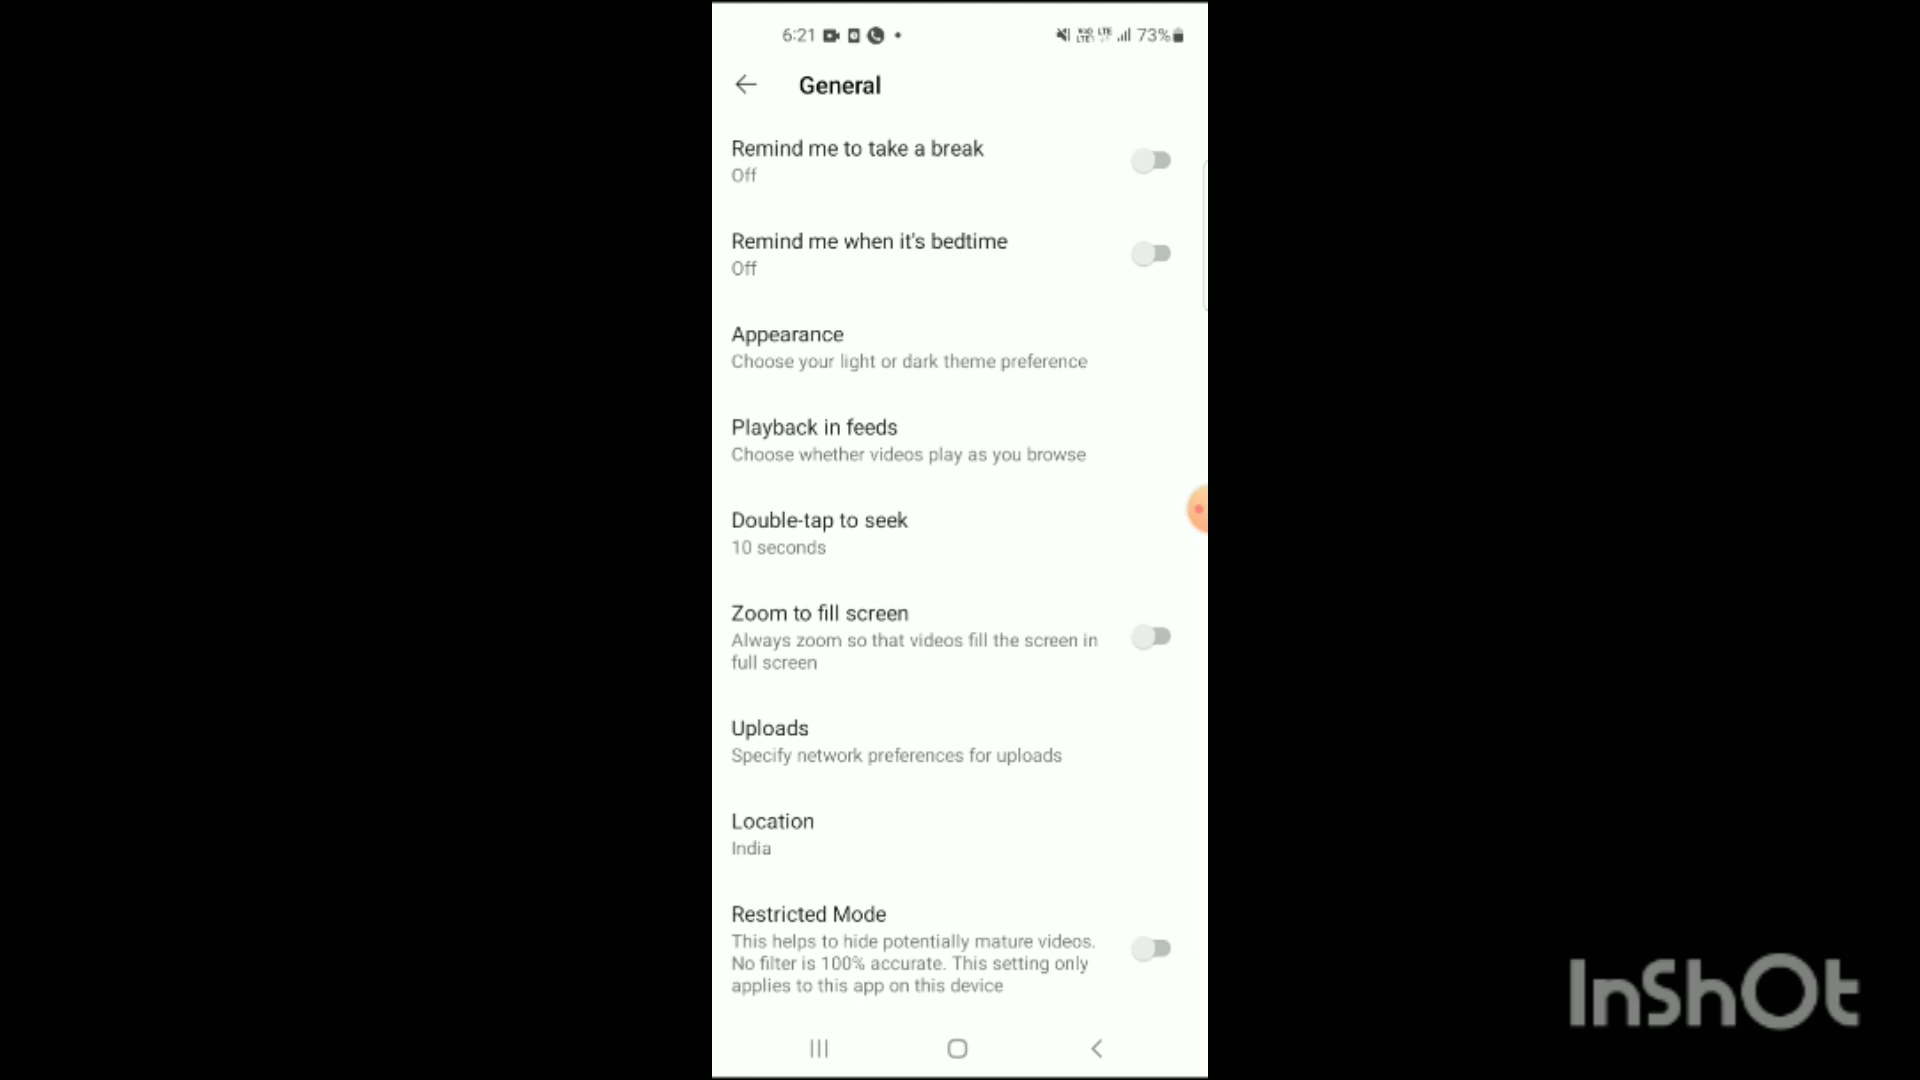 6:21
73%
General
Remind me to take a break
Off
Remind me when it's bedtime
Off
Appearance
Choose your light or dark theme preference
Playback in feeds
Choose whether videos play as you browse
Double-tap to seek
10 seconds
Zoom to fill screen
Always zoom so that videos fill the screen in
full screen
Uploads
Specify network preferences for uploads
Location
India
Restricted Mode
This helps to hide potentially mature videos.
No filter is 100% accurate. This setting only
applies to this app on this device
InShOt